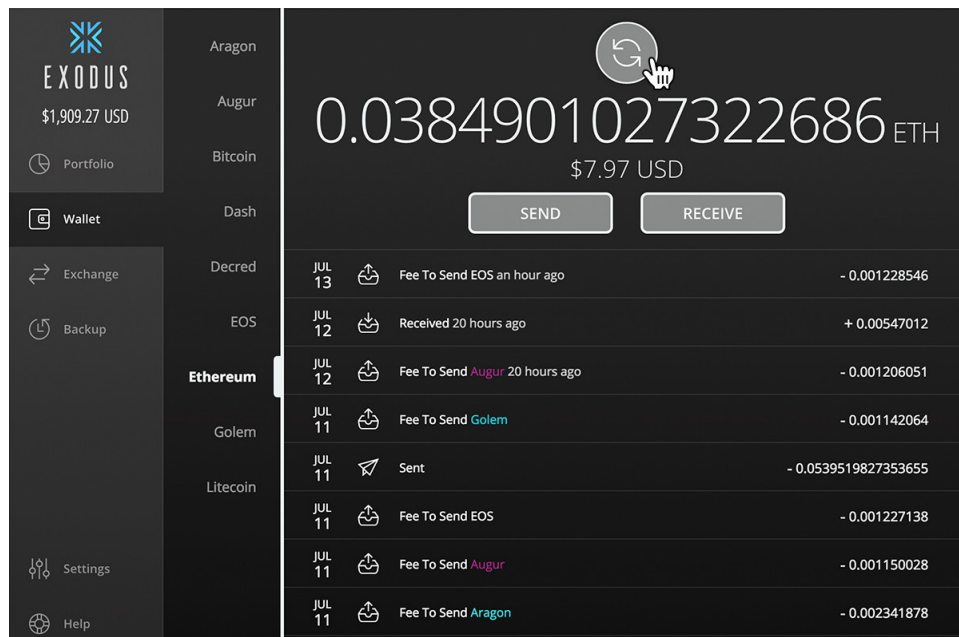 EXODUS
$1,909.27 USD
Portfolio
Wallet
Exchange
Backup
Settings
Help
Aragon
Augur
Bitcoin
Dash
Decred
EOS
Ethereum
Golem
Litecoin
0.0384901027322686 ETH
$7.97 USD
SEND RECEIVE
JUL 13 Fee To Send EOS an hour ago - 0.001228546
JUL 12 Received 20 hours ago + 0.00547012
JUL 12 Fee To Send Augur 20 hours ago - 0.001206051
JUL 11 Fee To Send Golem - 0.001142064
JUL 11 Sent - 0.0539519827353655
JUL 11 Fee To Send EOS - 0.001227138
JUL 11 Fee To Send Augur - 0.001150028
JUL 11 Fee To Send Aragon - 0.002341878